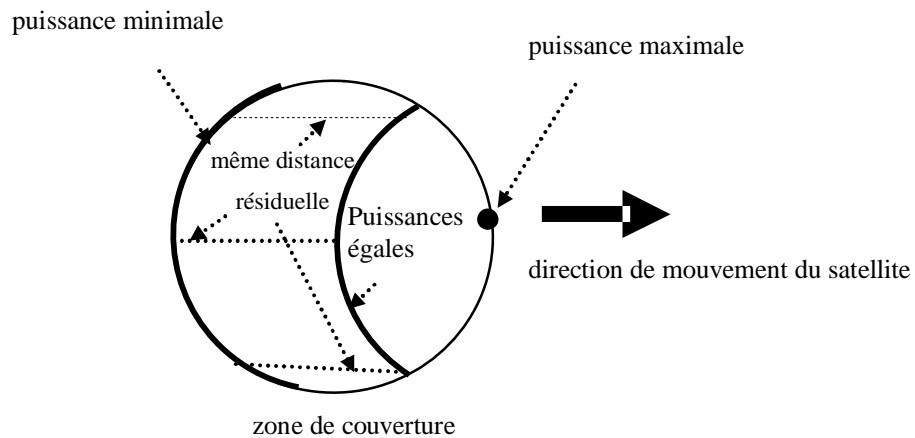 puissance minimale
puissance maximale
même distance
résiduelle
Puissances
égales
direction de mouvement du satellite
zone de couverture